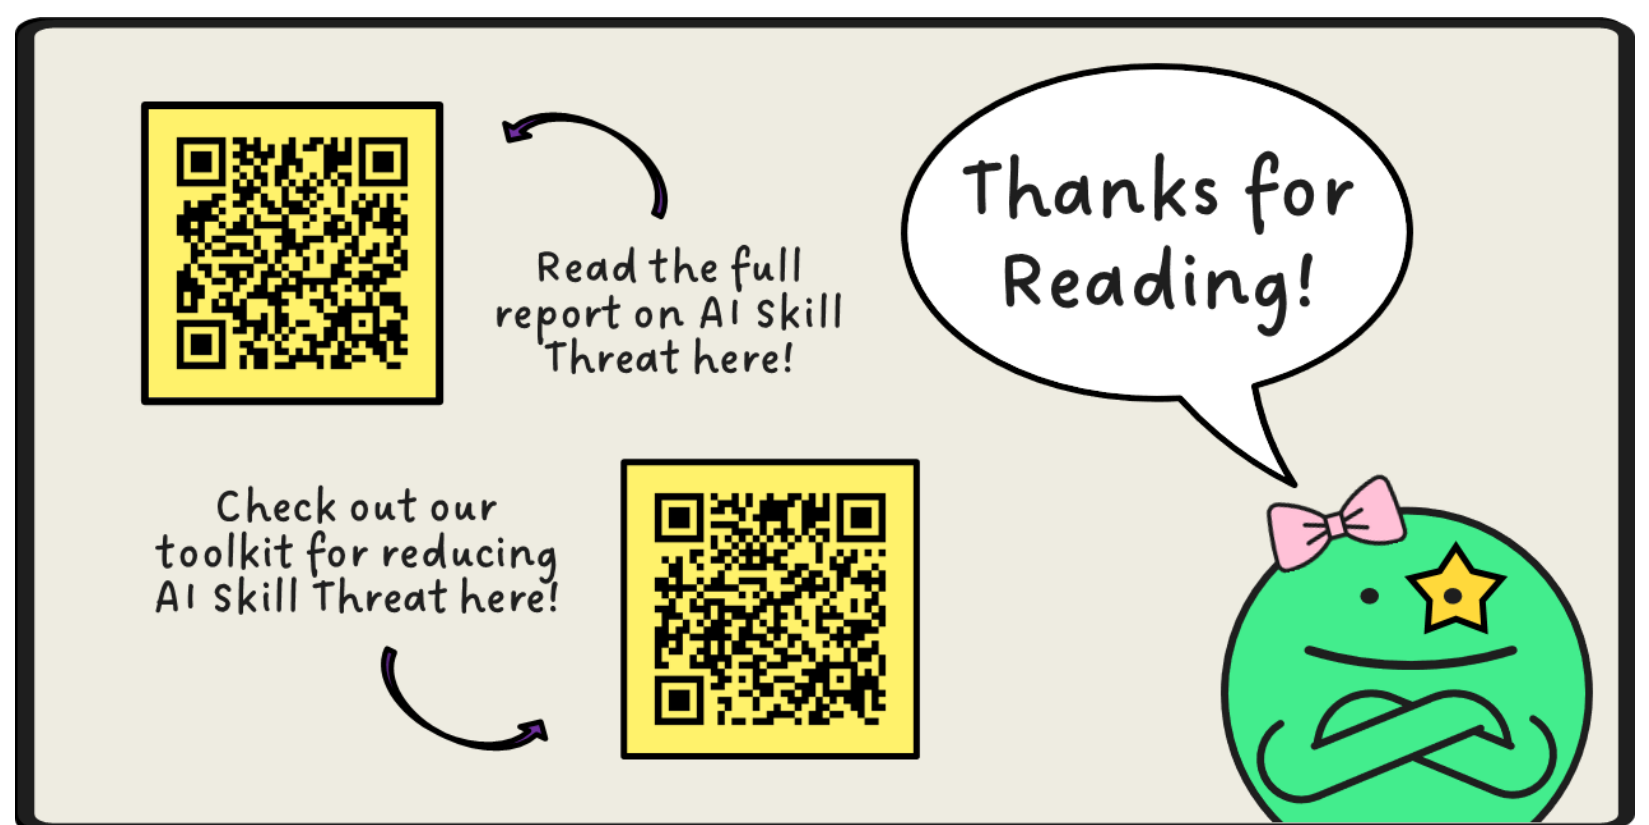 Read the full
report on AI Skill
Threat here!
Thanks for
Reading!
Check out our
toolkit for reducing
AI Skill Threat here!